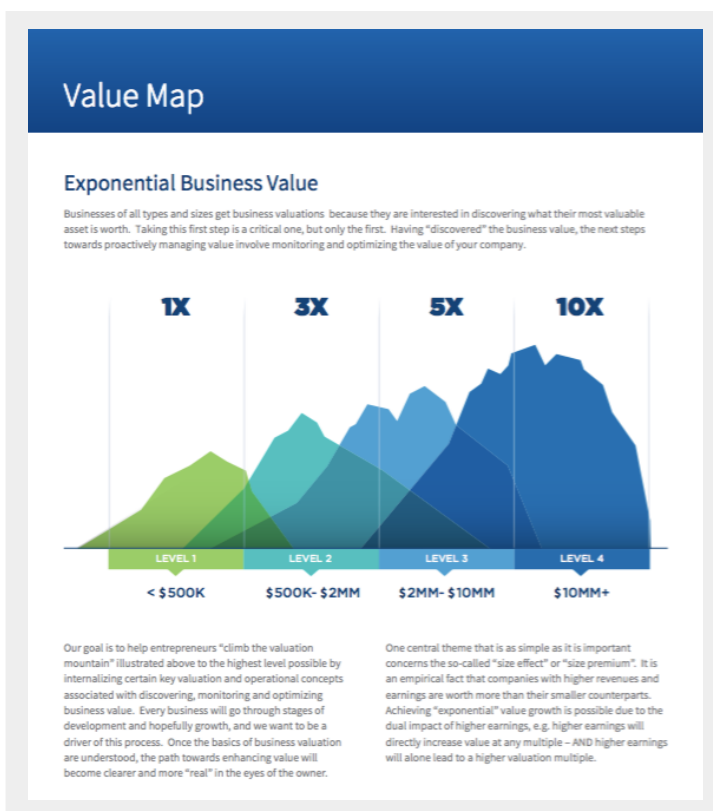 Value Map
Exponential Business Value
Businesses of all types and sizes get business valuations because they are interested in discovering what their most valuable
asset is worth. Taking this first step is a critical one, but only the first. Having “discovered” the business value, the next steps
towards proactively managing value involve monitoring and optimizing the value of your company.
1X 3X 5X 10X
LEVEL 1 LEVEL 2 LEVEL 3 LEVEL 4
< $500K $500K- $2MM $2MM- $10MM $10MM+
Our goal is to help entrepreneurs “climb the valuation
mountain” illustrated above to the highest level possible by
internalizing certain key valuation and operational concepts
associated with discovering, monitoring and optimizing
business value. Every business will go through stages of
development and hopefully growth, and we want to be a
driver of this process. Once the basics of business valuation
are understood, the path towards enhancing value will
become clearer and more “real” in the eyes of the owner.
One central theme that is as simple as it is important
concerns the so-called “size effect” or “size premium”. It is
an empirical fact that companies with higher revenues and
earnings are worth more than their smaller counterparts.
Achieving “exponential” value growth is possible due to the
dual impact of higher earnings, e.g. higher earnings will
directly increase value at any multiple – AND higher earnings
will alone lead to a higher valuation multiple.